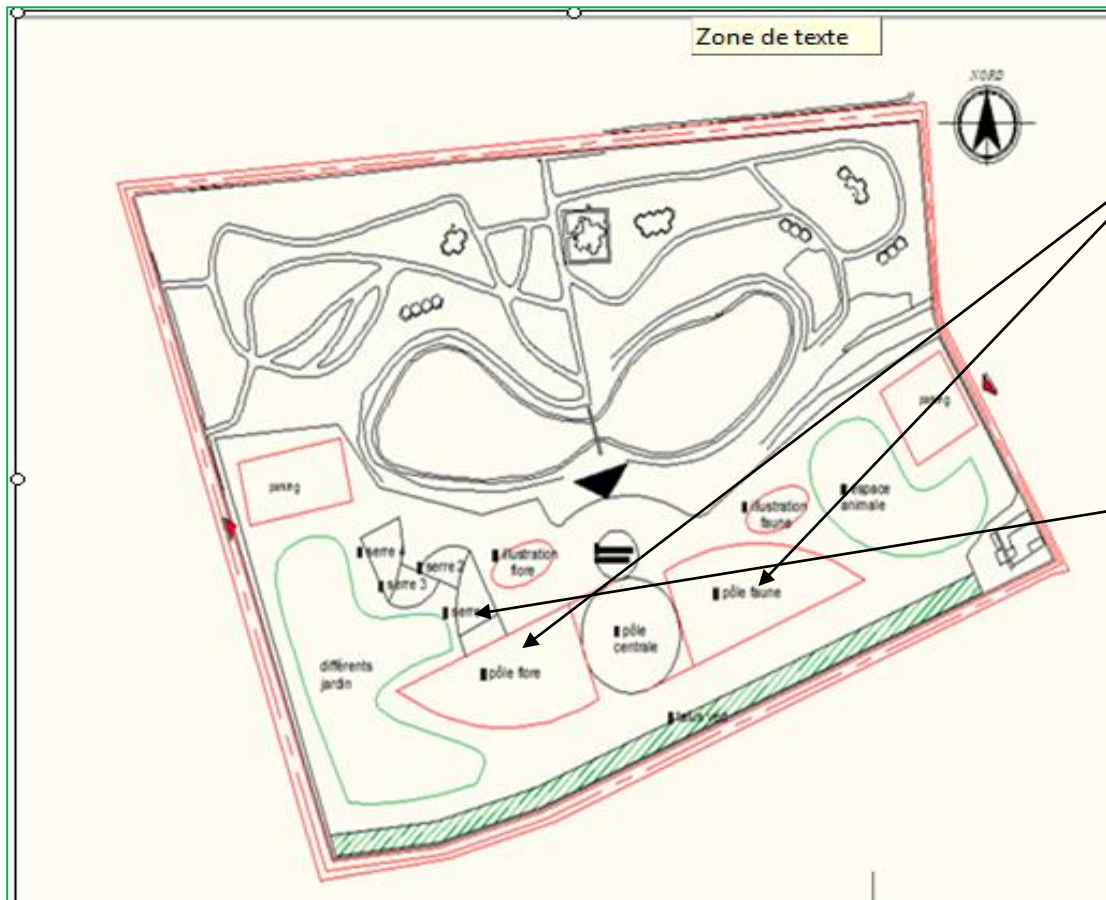 Zone de texte
NORD
parking
parking
espace
animale
illustration
faune
illustration
flore
serre 4
serre 2
serre 3
serre
pôle faune
pôle
centrale
différents
jardin
pôle flore